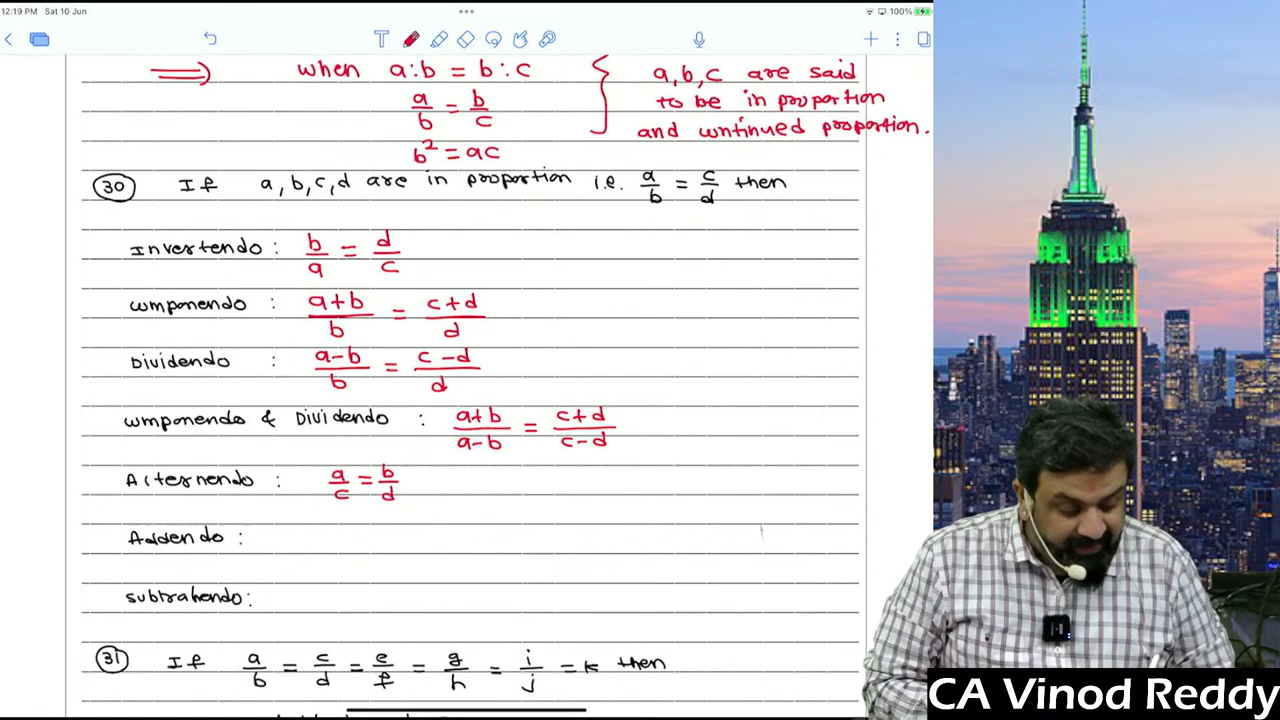 12:19 PM Sat 10 Jun
100%
⟹ when a:b = b:c
a/b = b/c
b² = ac
a, b, c are said
to be in proportion
and continued proportion.
30 If a, b, c, d are in proportion i.e. a/b = c/d then
Invertendo : b/a = d/c
componendo : a+b/b = c+d/d
Dividendo : a-b/b = c-d/d
componendo & Dividendo : a+b/a-b = c+d/c-d
Alternendo : a/c = b/d
Addendo :
subtrahendo:
31 If a/b = c/d = e/f = g/h = i/j = k then
CA Vinod Reddy